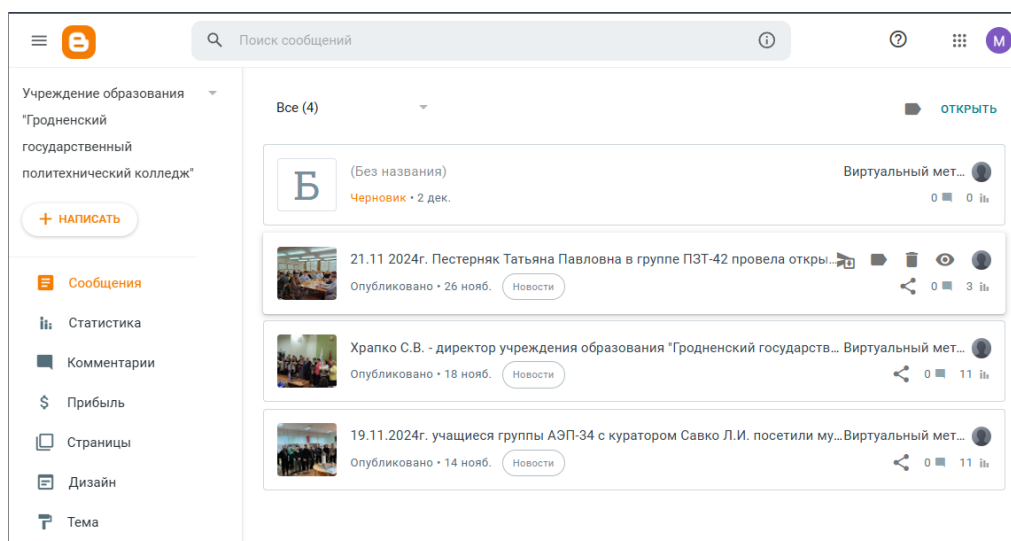 Поиск сообщений
М
Учреждение образования
"Гродненский
государственный
политехнический колледж"
+ НАПИСАТЬ
Сообщения
Статистика
Комментарии
Прибыль
Страницы
Дизайн
Тема
Все (4)
ОТКРЫТЬ
Б
(Без названия)
Виртуальный мет...
Черновик • 2 дек.
0 0
21.11 2024г. Пестерняк Татьяна Павловна в группе ПЗТ-42 провела откры...
Опубликовано • 26 нояб. Новости
0 3
Храпко С.В. - директор учреждения образования "Гродненский государств... Виртуальный мет...
Опубликовано • 18 нояб. Новости
0 11
19.11.2024г. учащиеся группы АЭП-34 с куратором Савко Л.И. посетили му... Виртуальный мет...
Опубликовано • 14 нояб. Новости
0 11